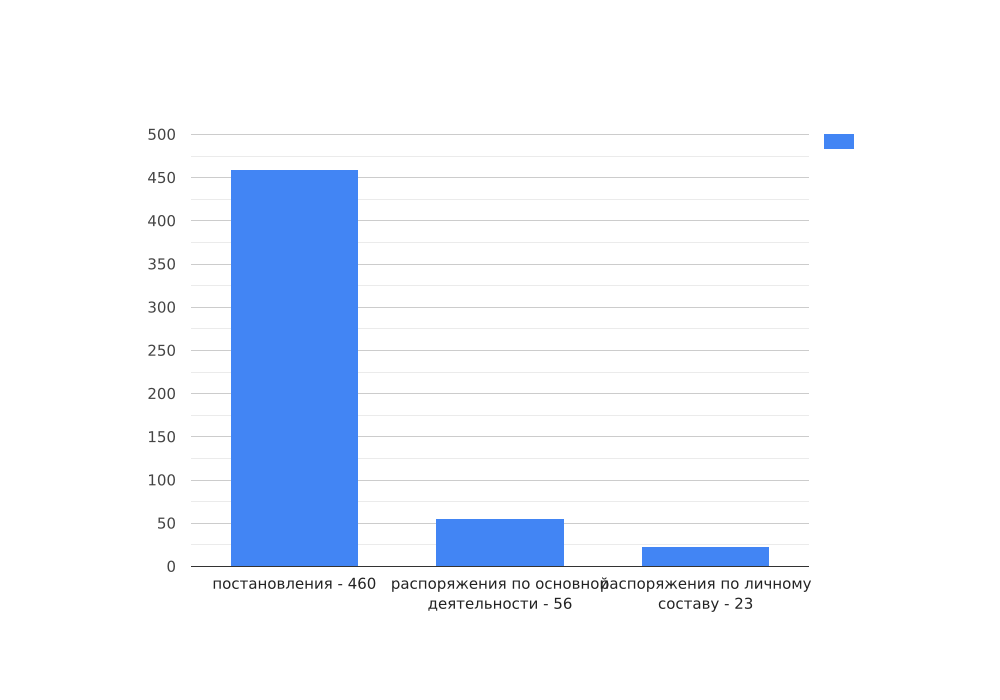 500
450
400
350
300
250
200
150
100
50
0
постановления - 460
распоряжения по основной
деятельности - 56
распоряжения по личному
составу - 23